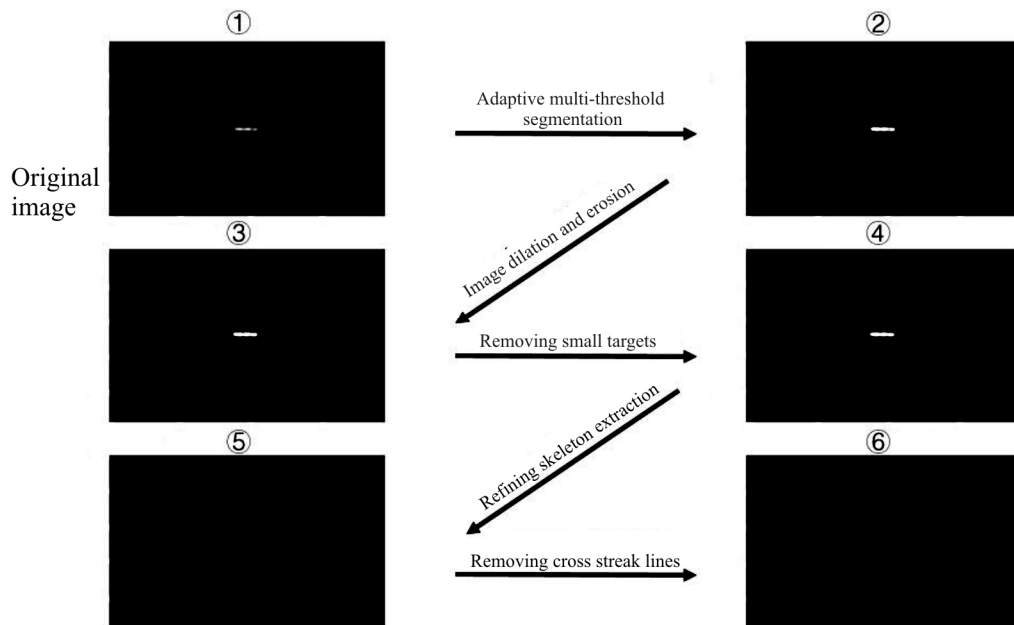 ①
②
Adaptive multi-threshold
segmentation
Original
image
Image dilation and erosion
③
④
Removing small targets
Refining skeleton extraction
⑤
⑥
Removing cross streak lines